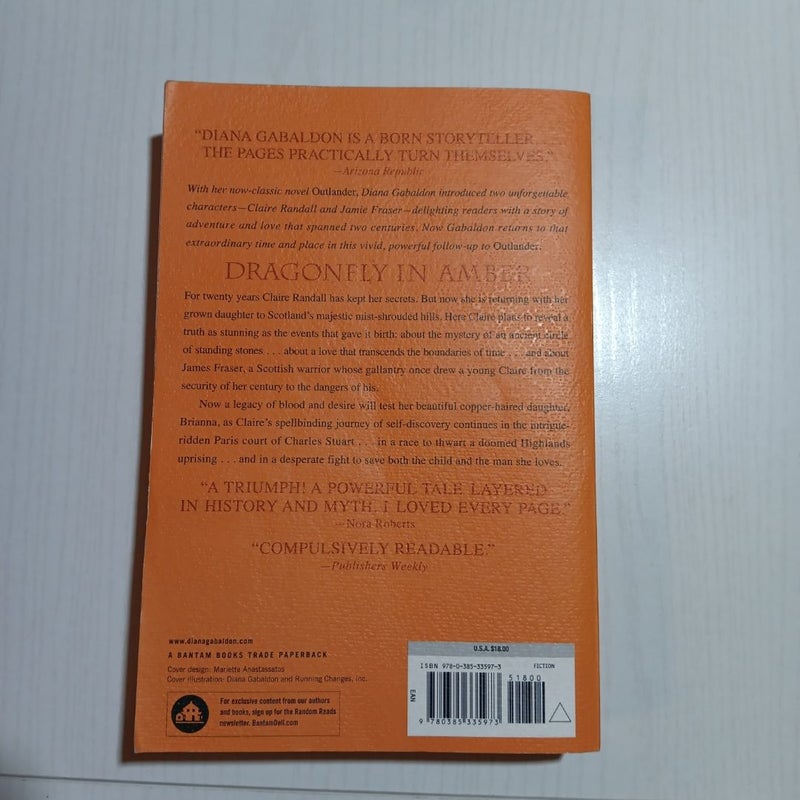 "DIANA GABALDON IS A BORN STORYTELLER.
THE PAGES PRACTICALLY TURN THEMSELVES."
—Arizona Republic
With her now-classic novel Outlander, Diana Gabaldon introduced two unforgettable
characters—Claire Randall and Jamie Fraser—delighting readers with a story of
adventure and love that spanned two centuries. Now Gabaldon returns to that
extraordinary time and place in this vivid, powerful follow-up to Outlander.
DRAGONFLY IN AMBER
For twenty years Claire Randall has kept her secrets. But now she is returning with her
grown daughter to Scotland's majestic mist-shrouded hills. Here Claire plans to reveal a
truth as stunning as the events that gave it birth: about the mystery of an ancient circle
of standing stones . . . about a love that transcends the boundaries of time . . . and about
James Fraser, a Scottish warrior whose gallantry once drew a young Claire from the
security of her century to the dangers of his.
Now a legacy of blood and desire will test her beautiful copper-haired daughter,
Brianna, as Claire's spellbinding journey of self-discovery continues in the intrigue-
ridden Paris court of Charles Stuart . . . in a race to thwart a doomed Highlands
uprising . . . and in a desperate fight to save both the child and the man she loves.
"A TRIUMPH! A POWERFUL TALE LAYERED
IN HISTORY AND MYTH. I LOVED EVERY PAGE."
—Nora Roberts
"COMPULSIVELY READABLE."
—Publishers Weekly
www.dianagabaldon.com
A BANTAM BOOKS TRADE PAPERBACK
Cover design: Marietta Anastassatos
Cover illustration: Diana Gabaldon and Running Changes, Inc.
For exclusive content from our authors
and books, sign up for the Random Reads
newsletter. BantamDell.com
U.S.A. $18.00
ISBN 978-0-385-33597-3 FICTION
51800
EAN
9 780385 335973